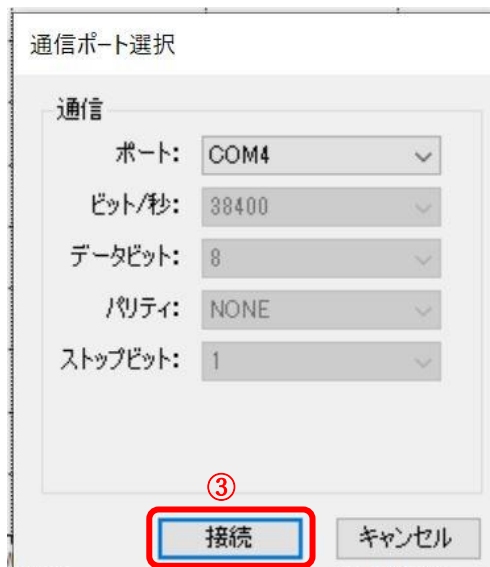 通信ポート選択
通信
ポート: COM4
ビット/秒: 38400
データビット: 8
パリティ: NONE
ストップビット: 1
③
接続 キャンセル